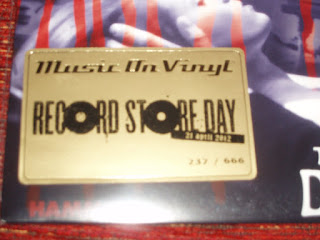 Music On Vinyl
RECORD STORE DAY
21 april 2012
237 / 666